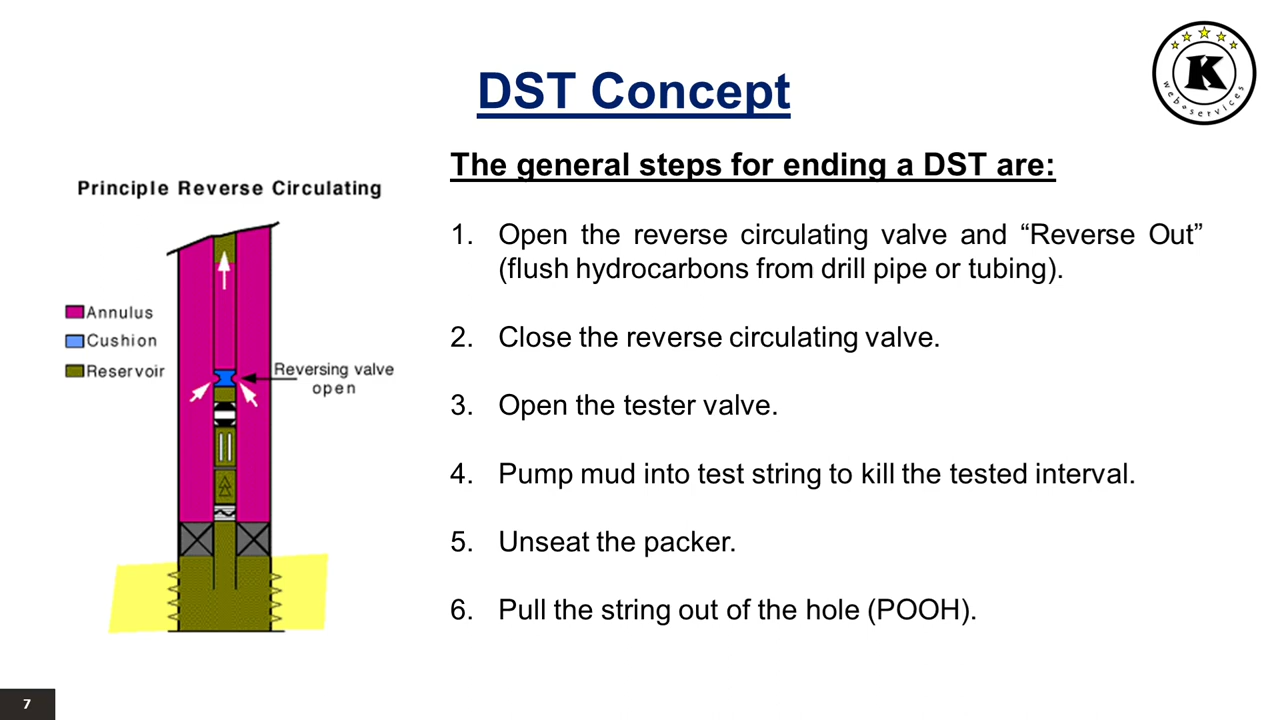 DST Concept
K
web•services
The general steps for ending a DST are:
Principle Reverse Circulating
Annulus
Cushion
Reservoir
Reversing valve
open
1. Open the reverse circulating valve and “Reverse Out”
(flush hydrocarbons from drill pipe or tubing).
2. Close the reverse circulating valve.
3. Open the tester valve.
4. Pump mud into test string to kill the tested interval.
5. Unseat the packer.
6. Pull the string out of the hole (POOH).
7